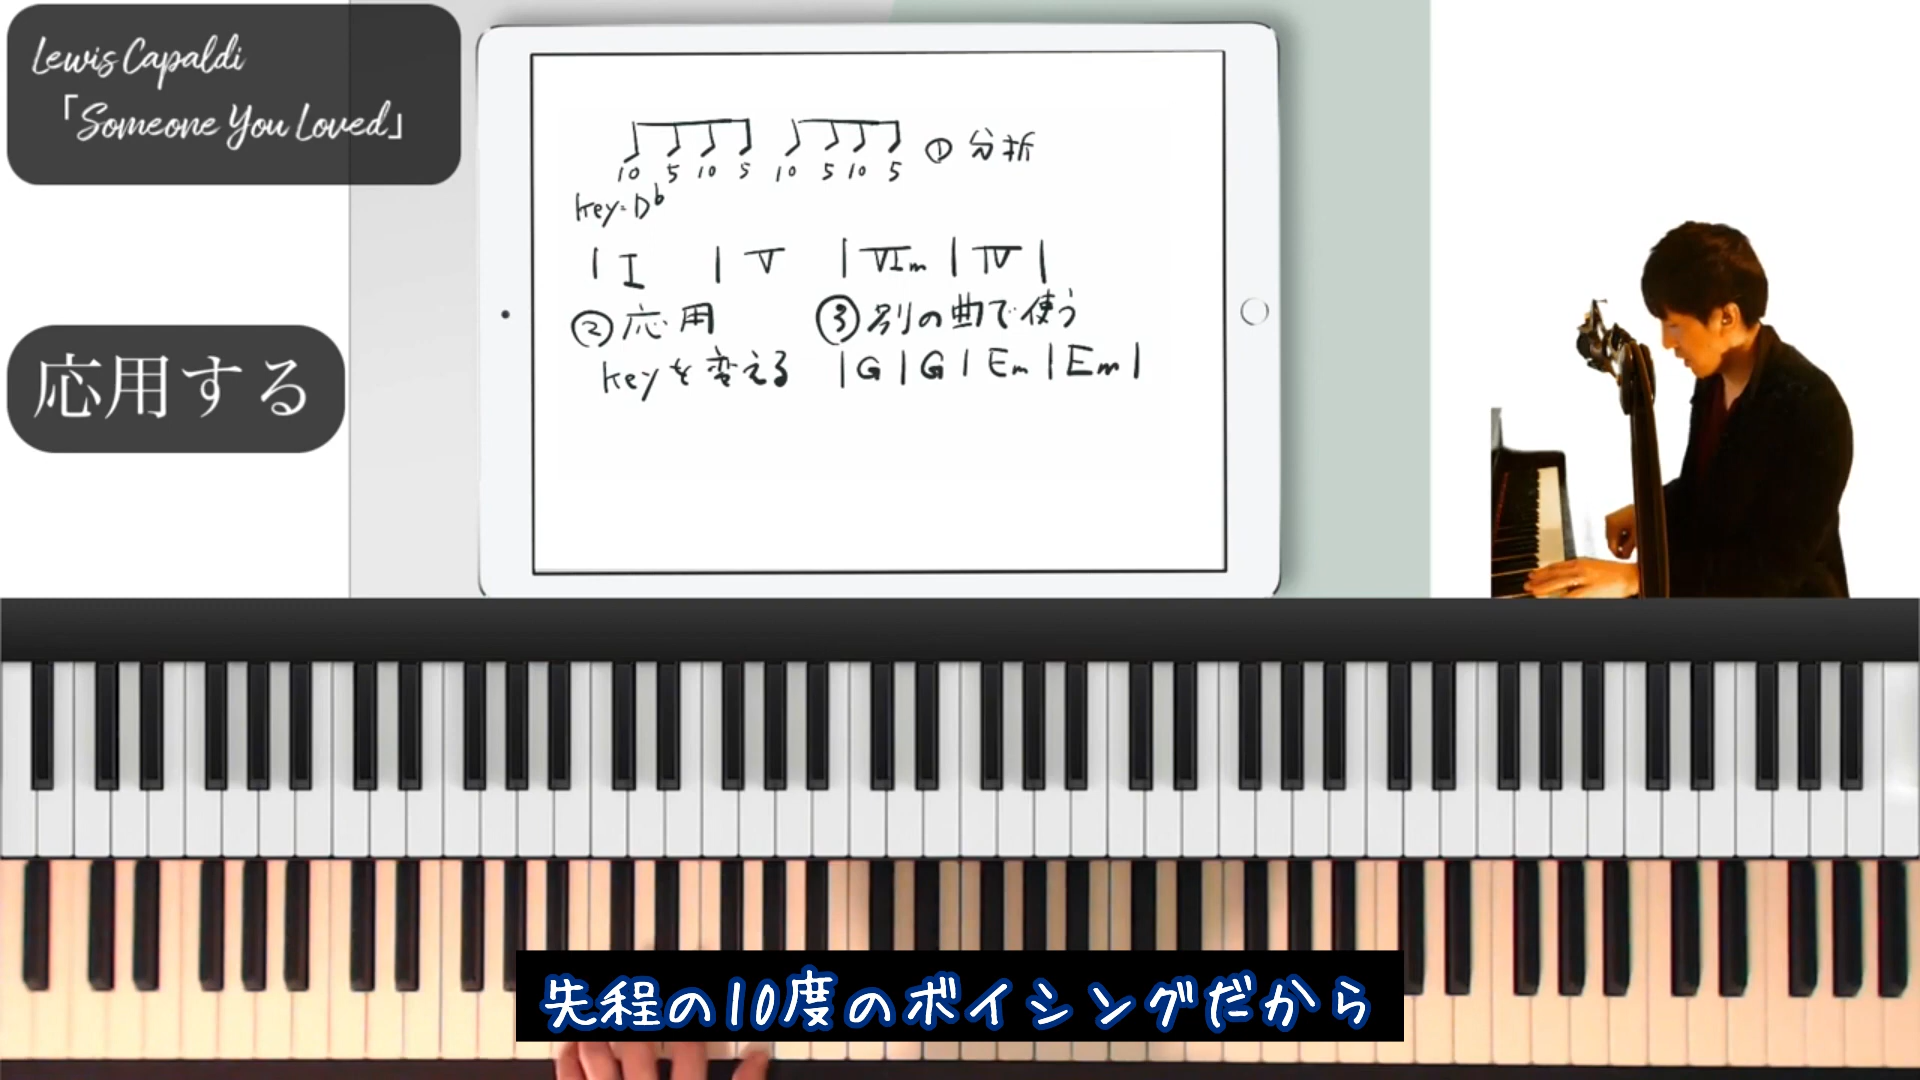 Lewis Capaldi
「Someone You Loved」
応用する
10 5 10 5 10 5 10 5 ① 分析
Key=D♭
| I | V | VIm | IV |
② 応用 ③ 別の曲で使う
Keyを変える |G|G|Em|Em|
先程の10度のボイシングだから